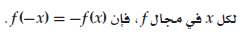 لكل x في مجال f، فإن f(−x) = −f(x).